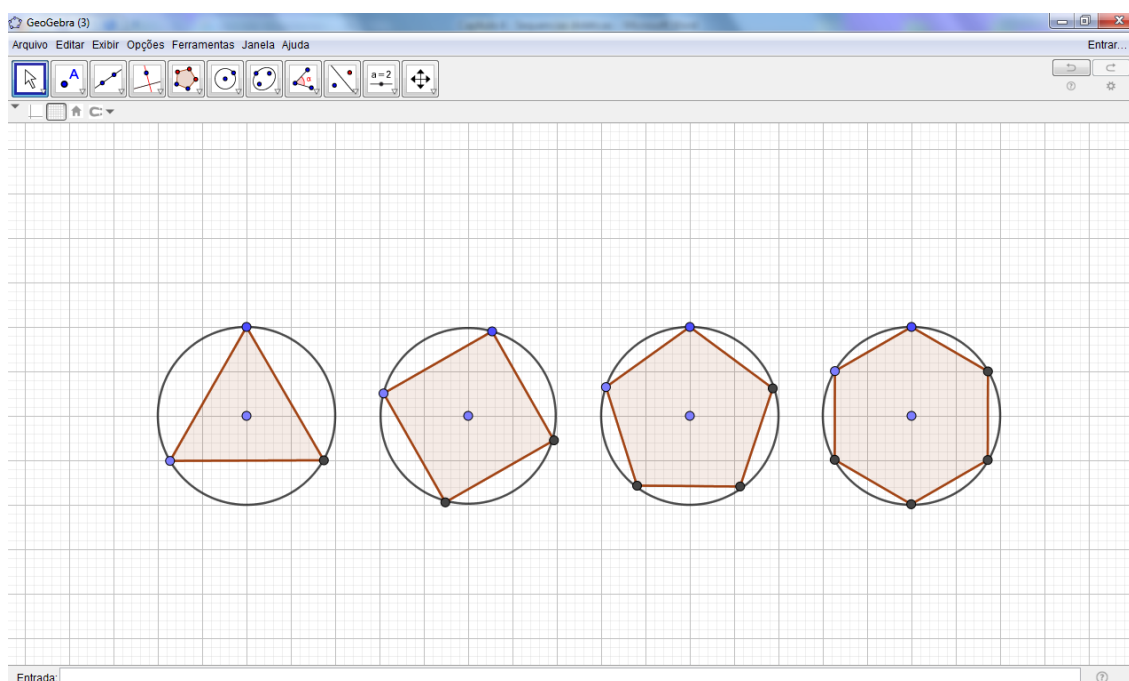 GeoGebra (3)
Arquivo Editar Exibir Opções Ferramentas Janela Ajuda Entrar...
A α a=2
Entrada: